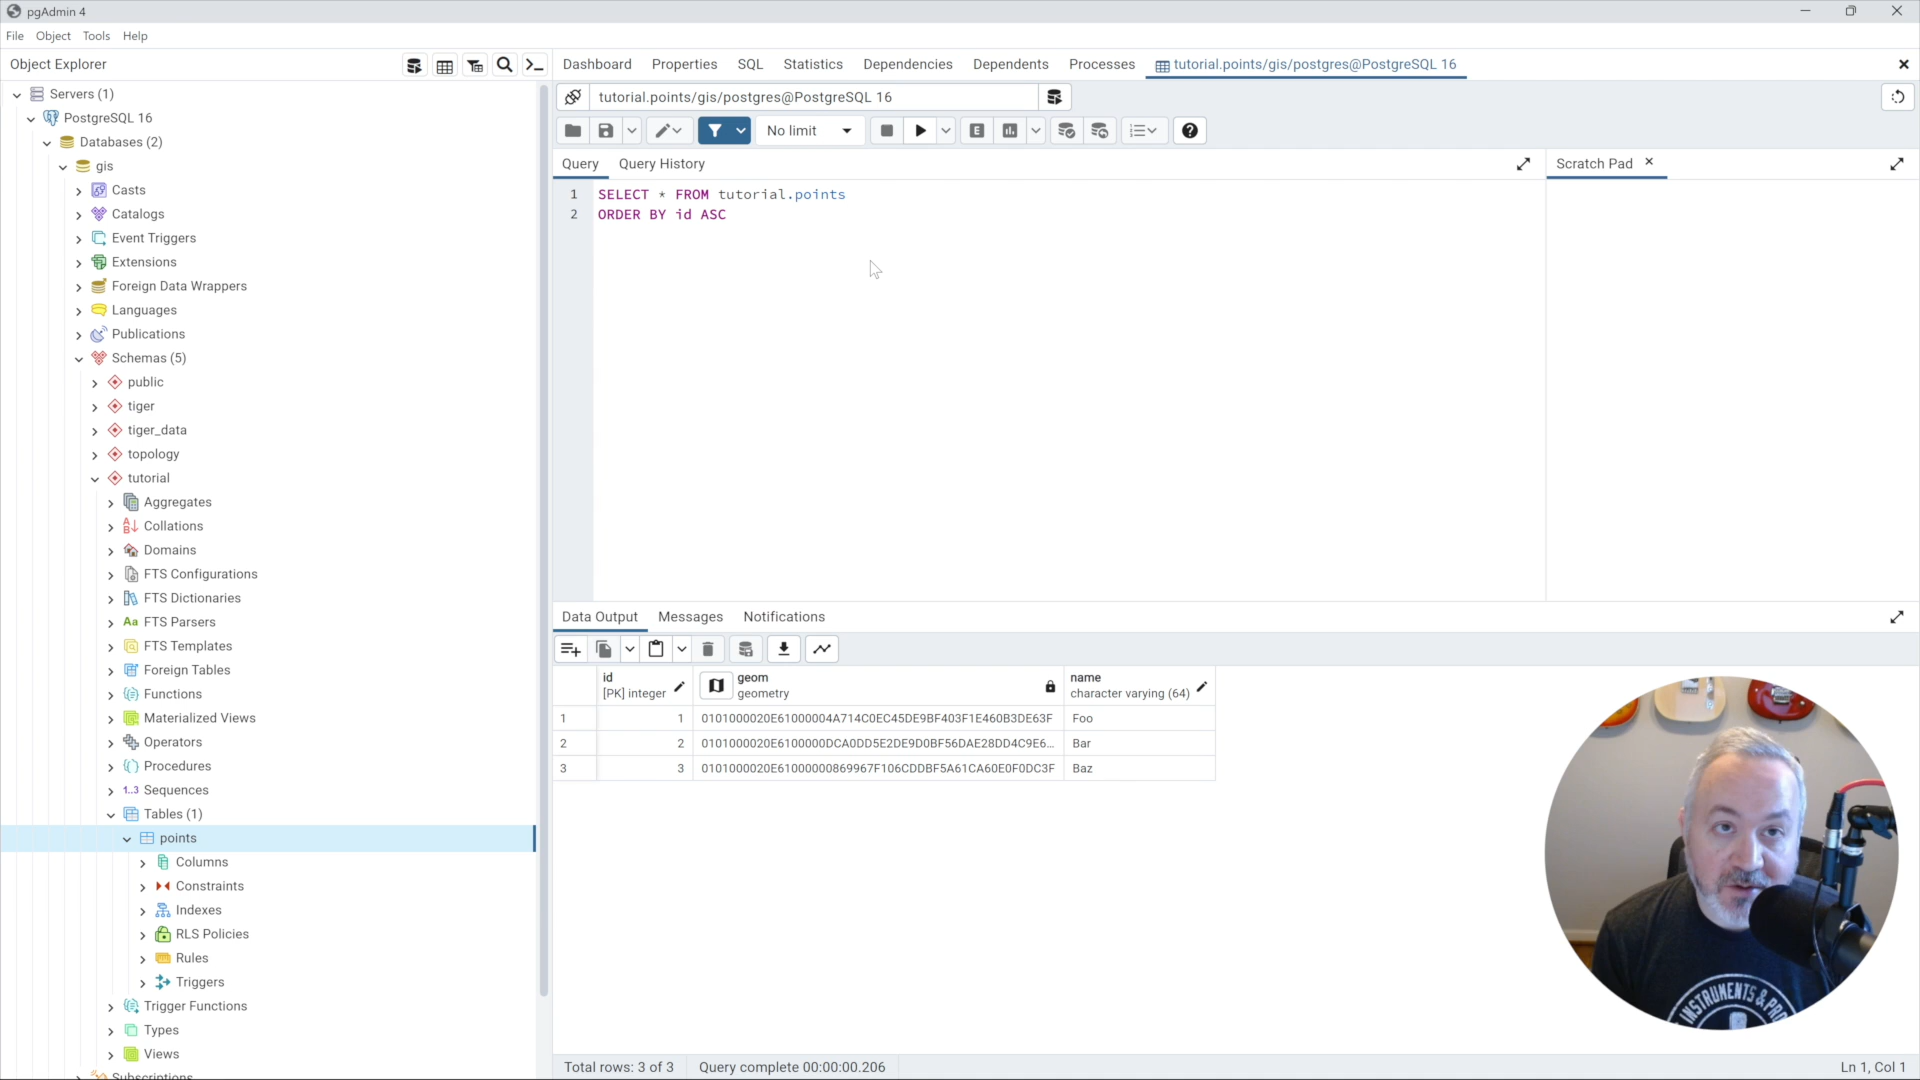 pgAdmin 4
File Object Tools Help
Object Explorer
Dashboard Properties SQL Statistics Dependencies Dependents Processes tutorial.points/gis/postgres@PostgreSQL 16
Servers (1)
PostgreSQL 16
Databases (2)
gis
Casts
Catalogs
Event Triggers
Extensions
Foreign Data Wrappers
Languages
Publications
Schemas (5)
public
tiger
tiger_data
topology
tutorial
Aggregates
Collations
Domains
FTS Configurations
FTS Dictionaries
FTS Parsers
FTS Templates
Foreign Tables
Functions
Materialized Views
Operators
Procedures
1..3 Sequences
Tables (1)
points
Columns
Constraints
Indexes
RLS Policies
Rules
Triggers
Trigger Functions
Types
Views
Subscriptions
tutorial.points/gis/postgres@PostgreSQL 16
No limit
E
Query Query History
Scratch Pad
1 SELECT * FROM tutorial.points
2 ORDER BY id ASC
Data Output Messages Notifications
id geom name
[PK] integer geometry character varying (64)
1 1 0101000020E61000004A714C0EC45DE9BF403F1E460B3DE63F Foo
2 2 0101000020E6100000DCA0DD5E2DE9D0BF56DAE28DD4C9E6... Bar
3 3 0101000020E61000000869967F106CDDBF5A61CA60E0F0DC3F Baz
INSTRUMENTS &
Total rows: 3 of 3 Query complete 00:00:00.206
Ln 1, Col 1